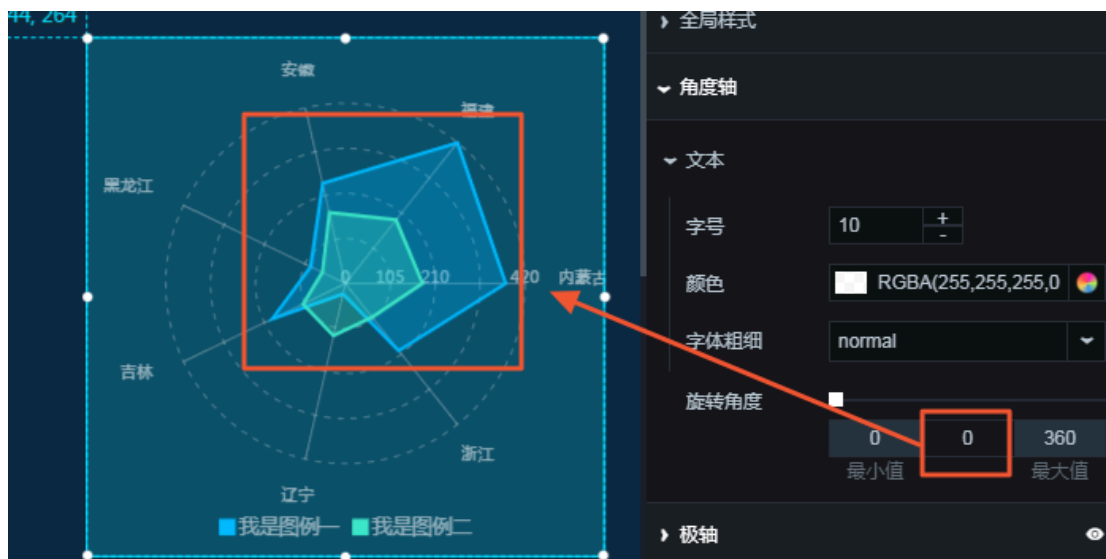 44, 264
安徽
福建
黑龙江
0 105 210 420 内蒙古
吉林
浙江
辽宁
我是图例一 我是图例二
全局样式
角度轴
文本
字号 10 + -
颜色 RGBA(255,255,255,0
字体粗细 normal
旋转角度
0 0 360
最小值 最大值
极轴